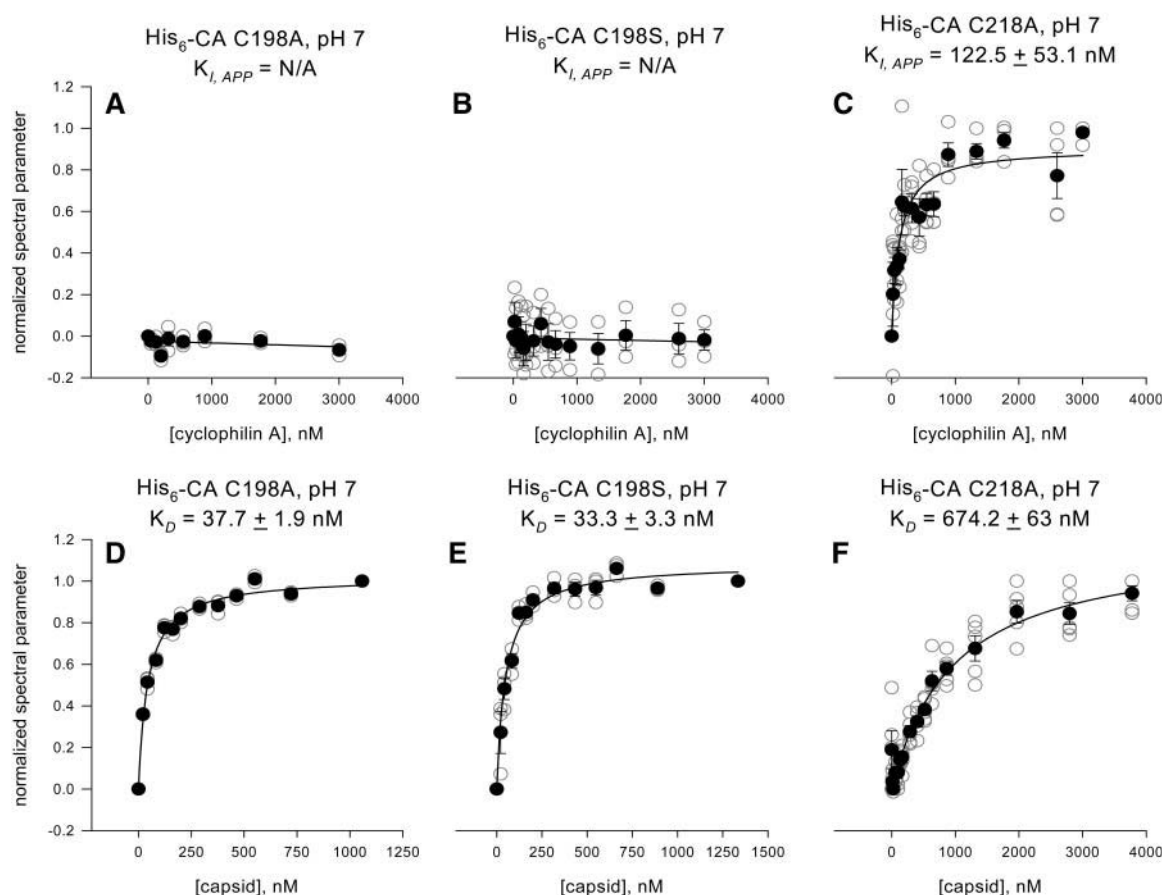 His6-CA C198A, pH 7
KI, APP = N/A
His6-CA C198S, pH 7
KI, APP = N/A
His6-CA C218A, pH 7
KI, APP = 122.5 ± 53.1 nM
A
B
C
normalized spectral parameter
1.2
1.0
0.8
0.6
0.4
0.2
0.0
-0.2
0 1000 2000 3000 4000
0 1000 2000 3000 4000
0 1000 2000 3000 4000
[cyclophilin A], nM
[cyclophilin A], nM
[cyclophilin A], nM
His6-CA C198A, pH 7
KD = 37.7 ± 1.9 nM
His6-CA C198S, pH 7
KD = 33.3 ± 3.3 nM
His6-CA C218A, pH 7
KD = 674.2 ± 63 nM
D
E
F
normalized spectral parameter
1.2
1.0
0.8
0.6
0.4
0.2
0.0
-0.2
0 250 500 750 1000 1250
0 250 500 750 1000 1250 1500
0 1000 2000 3000 4000
[capsid], nM
[capsid], nM
[capsid], nM